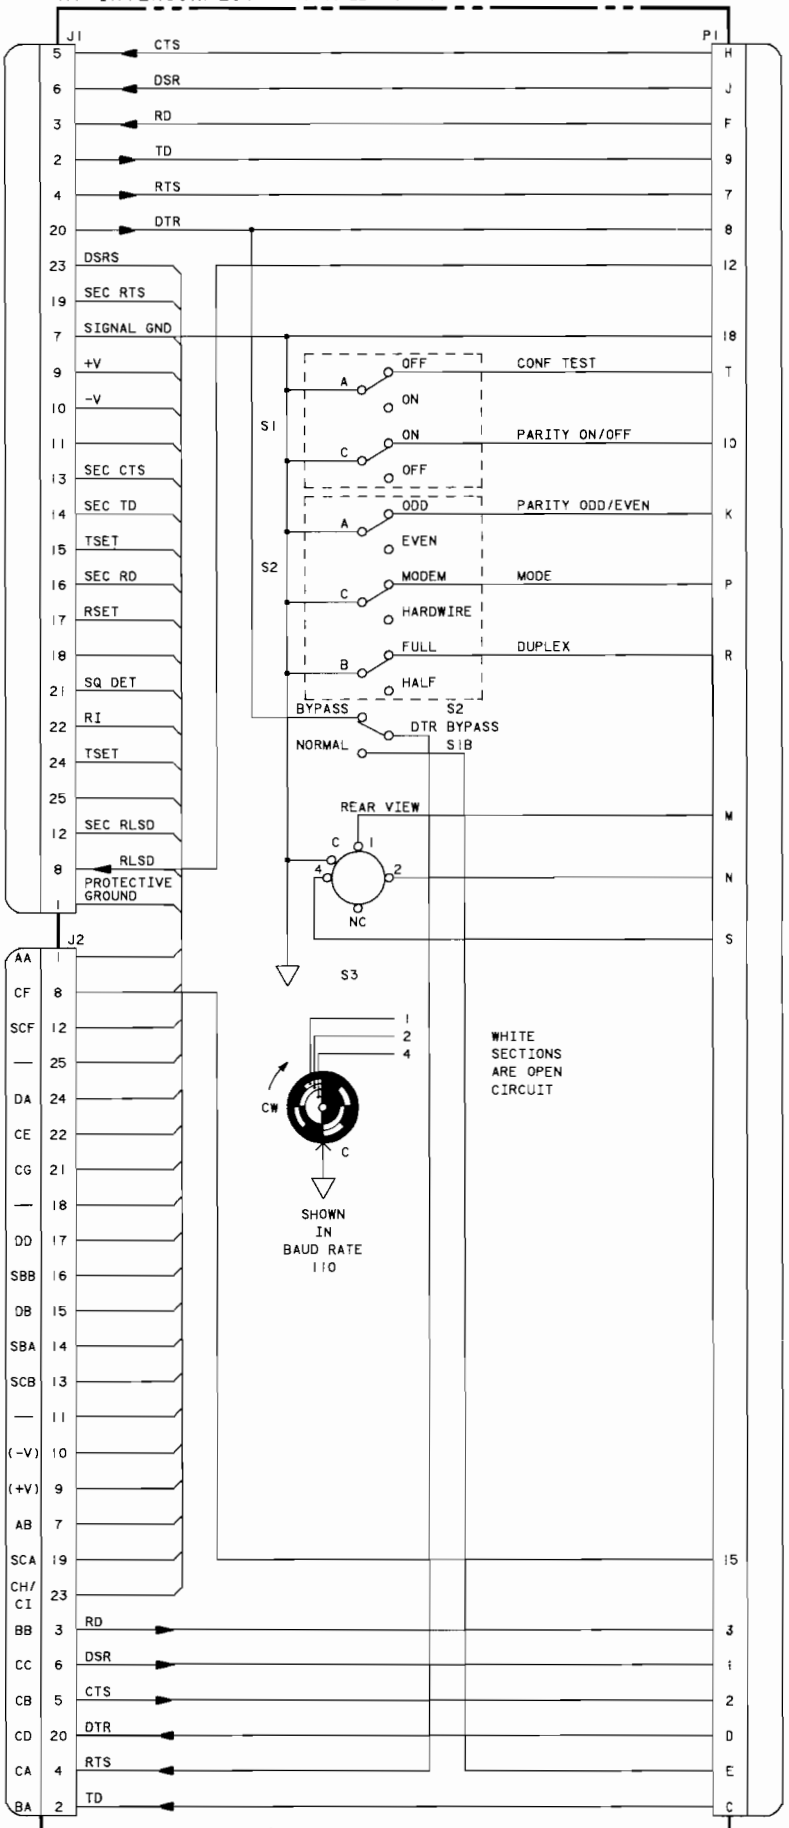 J1 P1
5 CTS H
6 DSR J
3 RD F
2 TD 9
4 RTS 7
20 DTR 8
23 DSRS 12
19 SEC RTS
7 SIGNAL GND 18
9 +V OFF CONF TEST T
A
10 -V ON
S1
11 ON PARITY ON/OFF 10
C
13 SEC CTS OFF
14 SEC TD ODD PARITY ODD/EVEN K
A
15 TSET EVEN
S2
16 SEC RD MODEM MODE P
C
17 RSET HARDWIRE
18 FULL DUPLEX R
B
21 SQ DET HALF
BYPASS S2
22 RI DTR BYPASS
NORMAL S1B
24 TSET
25
REAR VIEW M
12 SEC RLSD
C 1
8 RLSD 4 2 N
PROTECTIVE
GROUND
1
NC
J2 S
AA 1
S3
CF 8
1
SCF 12 2 WHITE
4 SECTIONS
— 25 ARE OPEN
CIRCUIT
DA 24 CW
CE 22
C
CG 21
— 18 SHOWN
IN
DD 17 BAUD RATE
110
SBB 16
DB 15
SBA 14
SCB 13
— 11
(-V) 10
(+V) 9
AB 7
SCA 19 15
CH/
CI 23
BB 3 RD 3
CC 6 DSR 1
CB 5 CTS 2
CD 20 DTR D
CA 4 RTS E
BA 2 TD C